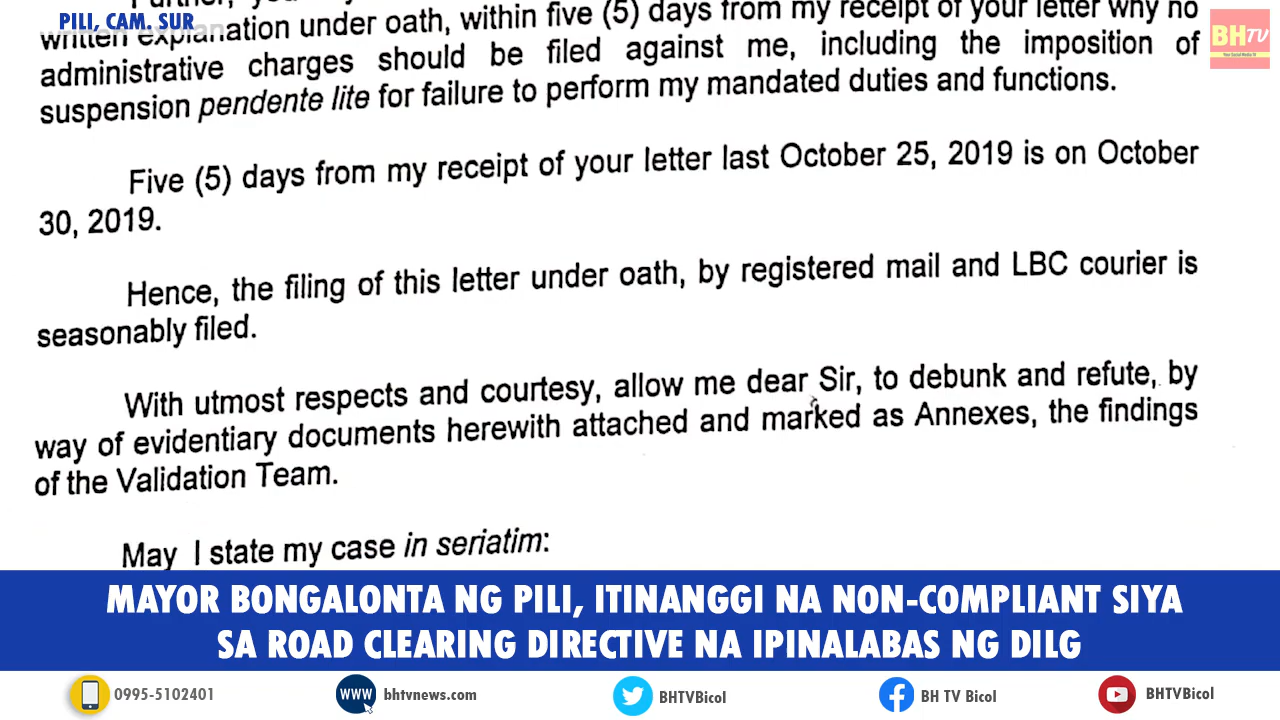 PILI, CAM. SUR
BHTV
Your Social Media TV
written explanation under oath, within five (5) days from my receipt of your letter why no
administrative charges should be filed against me, including the imposition of
suspension pendente lite for failure to perform my mandated duties and functions.
Five (5) days from my receipt of your letter last October 25, 2019 is on October
30, 2019.
Hence, the filing of this letter under oath, by registered mail and LBC courier is
seasonably filed.
With utmost respects and courtesy, allow me dear Sir, to debunk and refute, by
way of evidentiary documents herewith attached and marked as Annexes, the findings
of the Validation Team.
May I state my case in seriatim:
MAYOR BONGALONTA NG PILI, ITINANGGI NA NON-COMPLIANT SIYA
SA ROAD CLEARING DIRECTIVE NA IPINALABAS NG DILG
0995-5102401
WWW
bhtvnews.com
BHTVBicol
BH TV Bicol
BHTVBicol